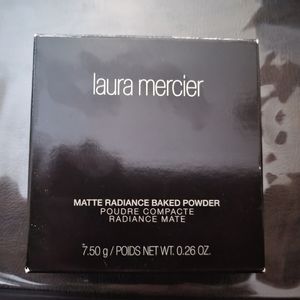 laura mercier
MATTE RADIANCE BAKED POWDER
POUDRE COMPACTE
RADIANCE MATE
7.50 g / POIDS NET WT. 0.26 OZ.